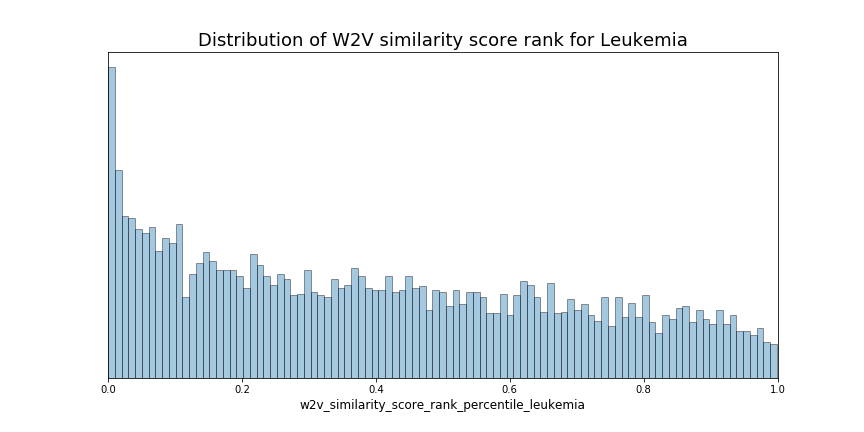 Distribution of W2V similarity score rank for Leukemia
0.0 0.2 0.4 0.6 0.8 1.0
w2v_similarity_score_rank_percentile_leukemia